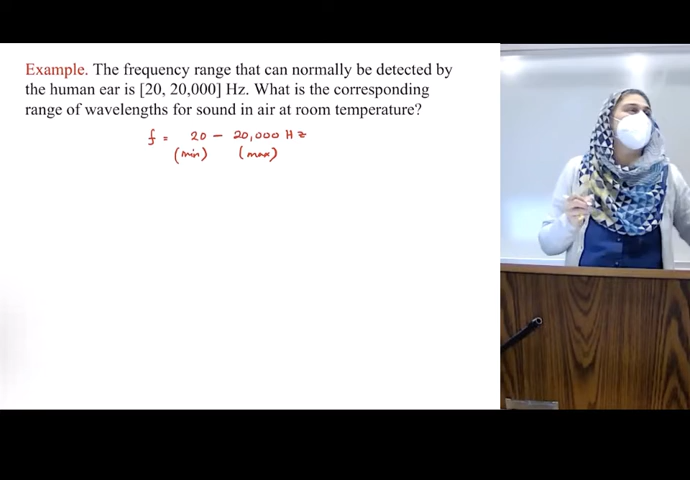 Example. The frequency range that can normally be detected by
the human ear is [20, 20,000] Hz. What is the corresponding
range of wavelengths for sound in air at room temperature?
f = 20 – 20,000 Hz
(min) (max)